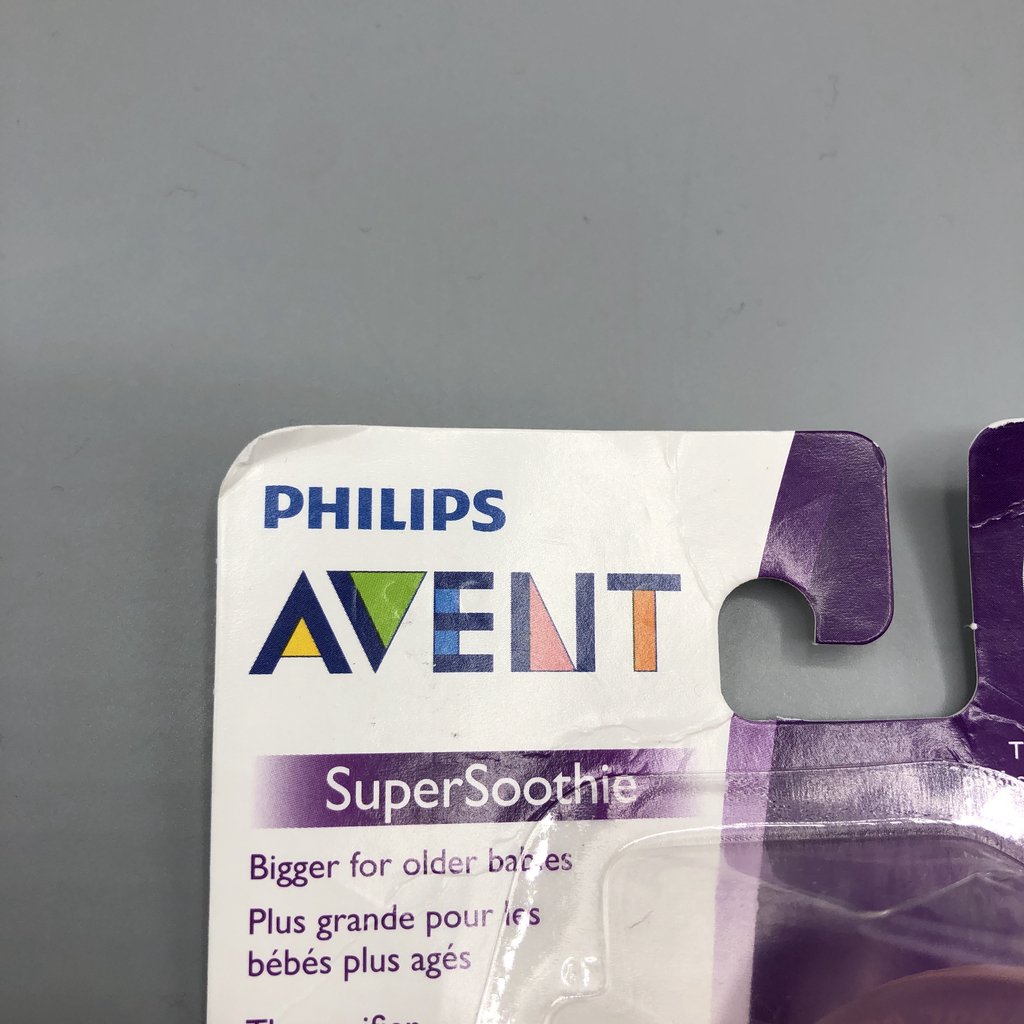 PHILIPS
AVENT
SuperSoothie
Bigger for older babies
Plus grande pour les
bébés plus agés